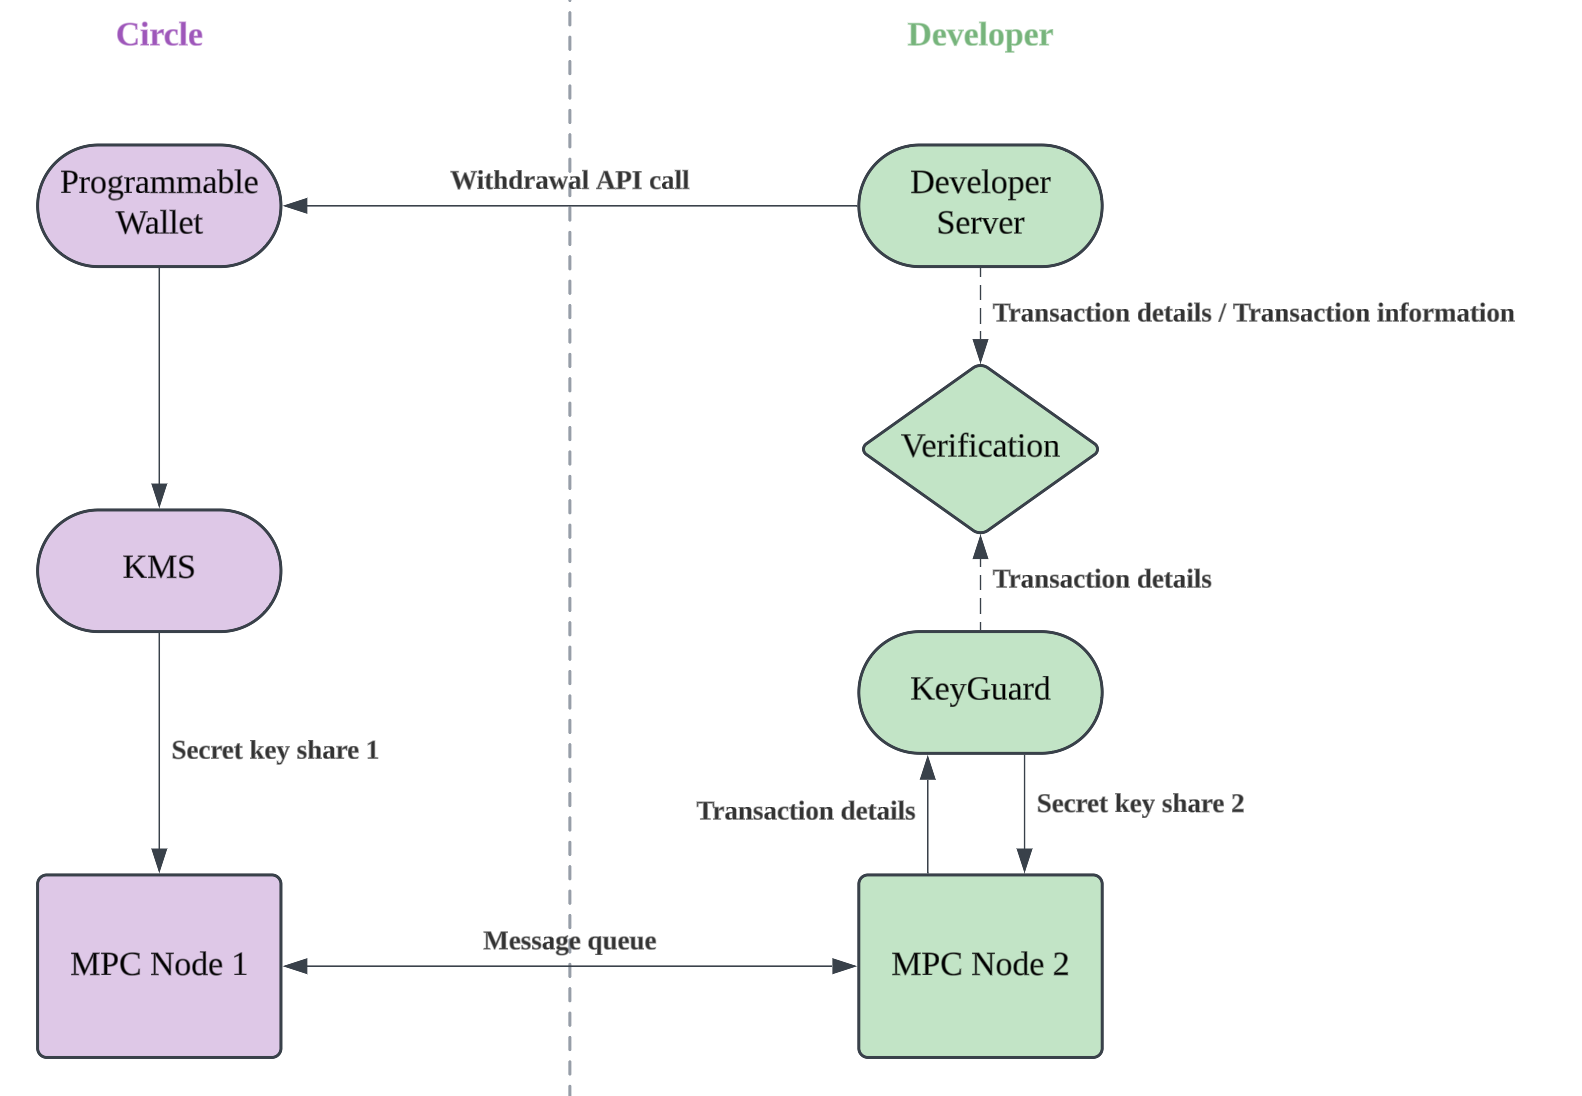 Circle
Developer
Programmable
Wallet
Withdrawal API call
Developer
Server
Transaction details / Transaction information
Verification
KMS
Transaction details
KeyGuard
Secret key share 1
Transaction details
Secret key share 2
MPC Node 1
Message queue
MPC Node 2